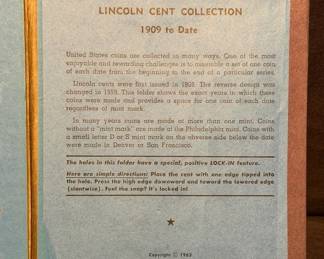 LINCOLN CENT COLLECTION
1909 to Date
United States coins are collected in many ways. One of the most
enjoyable and rewarding challenges is to assemble a set of one coin
of each date from the beginning to the end of a particular series.
Lincoln cents were first issued in 1909. The reverse design was
changed in 1959. This folder shows the exact years in which these
coins were made and provides a space for one coin of each date
regardless of mint mark.
In many years coins are made at more than one mint. Coins
without a "mint mark" are made at the Philadelphia mint. Coins with
a small letter D or S mint mark on the obverse side below the date
were made in Denver or San Francisco.
The holes in this folder have a special, positive LOCK-IN feature.
Here are simple directions: Place the cent with one edge tipped into
the hole. Press the high edge downward and toward the lowered edge
(slantwise). Feel the snap? It's locked in!
Copyright © 1963